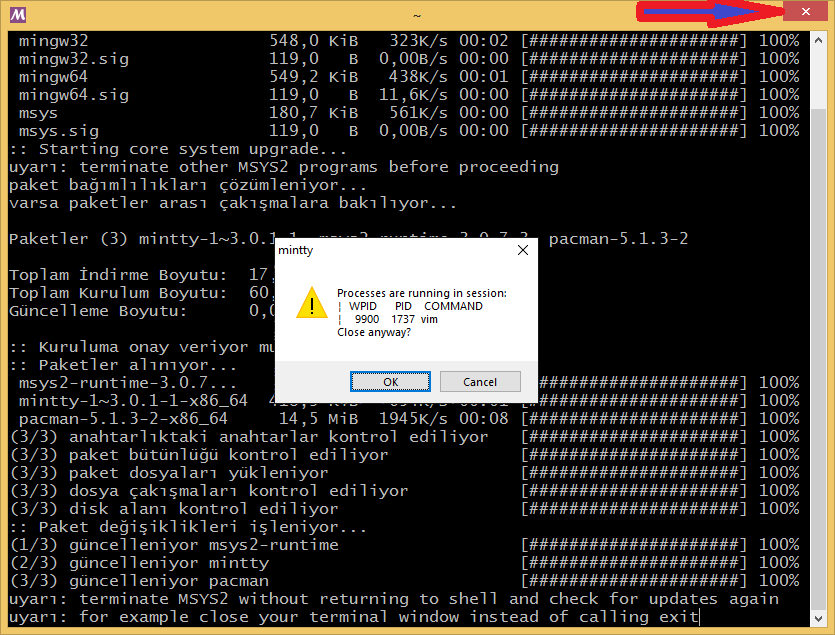 ~
mingw32 548,0 KiB 323K/s 00:02 [######################] 100%
mingw32.sig 119,0 B 0,00B/s 00:00 [######################] 100%
mingw64 549,2 KiB 438K/s 00:01 [######################] 100%
mingw64.sig 119,0 B 11,6K/s 00:00 [######################] 100%
msys 180,7 KiB 561K/s 00:00 [######################] 100%
msys.sig 119,0 B 0,00B/s 00:00 [######################] 100%
:: Starting core system upgrade...
uyarı: terminate other MSYS2 programs before proceeding
paket bağımlılıkları çözümleniyor...
varsa paketler arası çakışmalara bakılıyor...
Paketler (3) mintty-1~3.0.1-1 msys2-runtime-3.0.7-3 pacman-5.1.3-2
Toplam İndirme Boyutu: 17,
Toplam Kurulum Boyutu: 60,
Güncelleme Boyutu: 0,0
:: Kuruluma onay veriyor mu
:: Paketler alınıyor...
msys2-runtime-3.0.7... ######################] 100%
mintty-1~3.0.1-1-x86_64 [######################] 100%
pacman-5.1.3-2-x86_64 14,5 MiB 1945K/s 00:08 [######################] 100%
(3/3) anahtarlıktaki anahtarlar kontrol ediliyor [######################] 100%
(3/3) paket bütünlüğü kontrol ediliyor [######################] 100%
(3/3) paket dosyaları yükleniyor [######################] 100%
(3/3) dosya çakışmaları kontrol ediliyor [######################] 100%
(3/3) disk alanı kontrol ediliyor [######################] 100%
:: Paket değişiklikleri işleniyor...
(1/3) güncelleniyor msys2-runtime [######################] 100%
(2/3) güncelleniyor mintty [######################] 100%
(3/3) güncelleniyor pacman [######################] 100%
uyarı: terminate MSYS2 without returning to shell and check for updates again
uyarı: for example close your terminal window instead of calling exit
mintty
Processes are running in session:
| WPID PID COMMAND
| 9900 1737 vim
Close anyway?
OK
Cancel